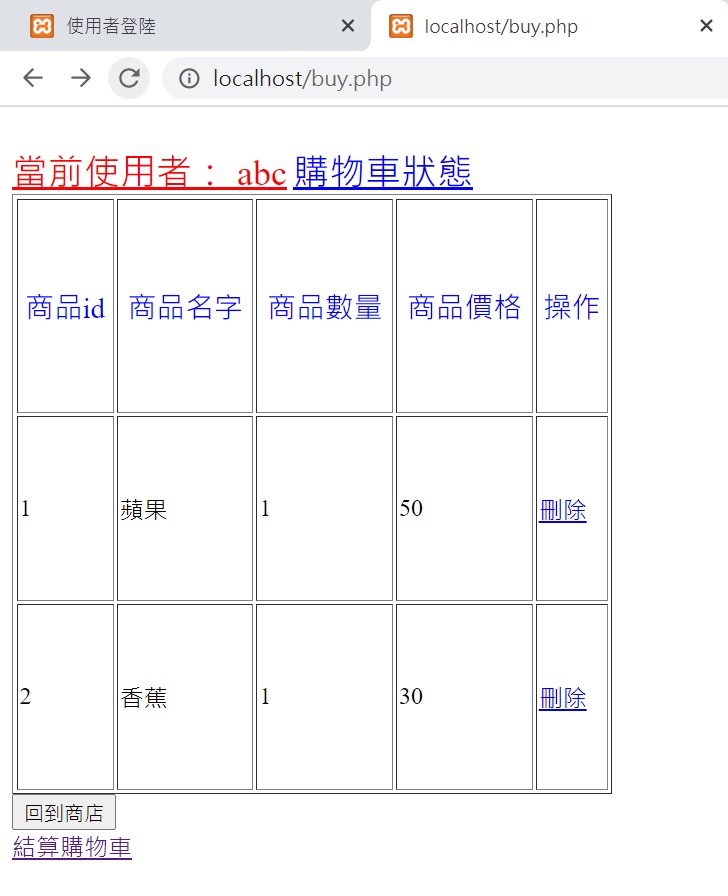 使用者登陸
localhost/buy.php
localhost/buy.php
當前使用者： abc 購物車狀態
商品id 商品名字 商品數量 商品價格 操作
1 蘋果 1 50 刪除
2 香蕉 1 30 刪除
回到商店
結算購物車